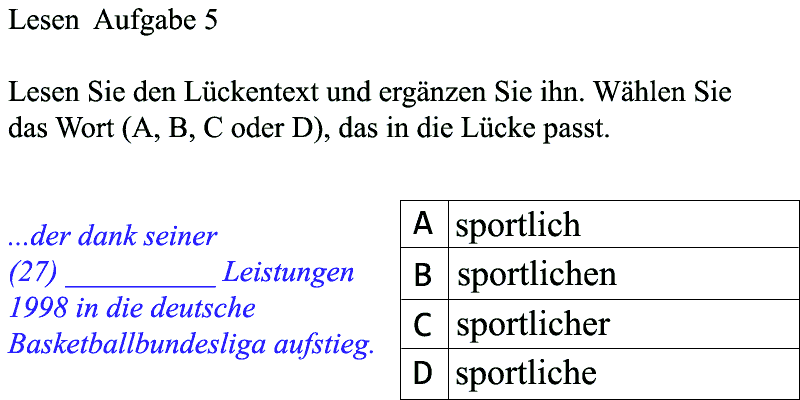 Lesen  Aufgabe 5
Lesen Sie den Lückentext und ergänzen Sie ihn. Wählen Sie
das Wort (A, B, C oder D), das in die Lücke passt.
...der dank seiner
(27) __________ Leistungen
1998 in die deutsche
Basketballbundesliga aufstieg.
A sportlich
B sportlichen
C sportlicher
D sportliche